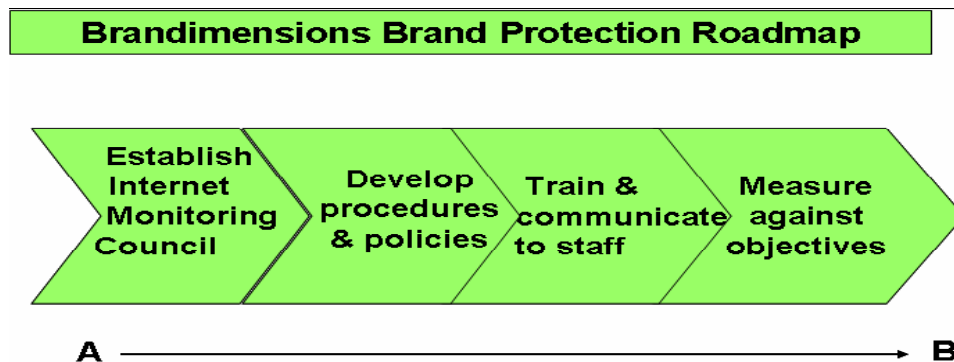 Brandimensions Brand Protection Roadmap
Establish
Internet
Monitoring
Council
Develop
procedures
& policies
Train &
communicate
to staff
Measure
against
objectives
A
B